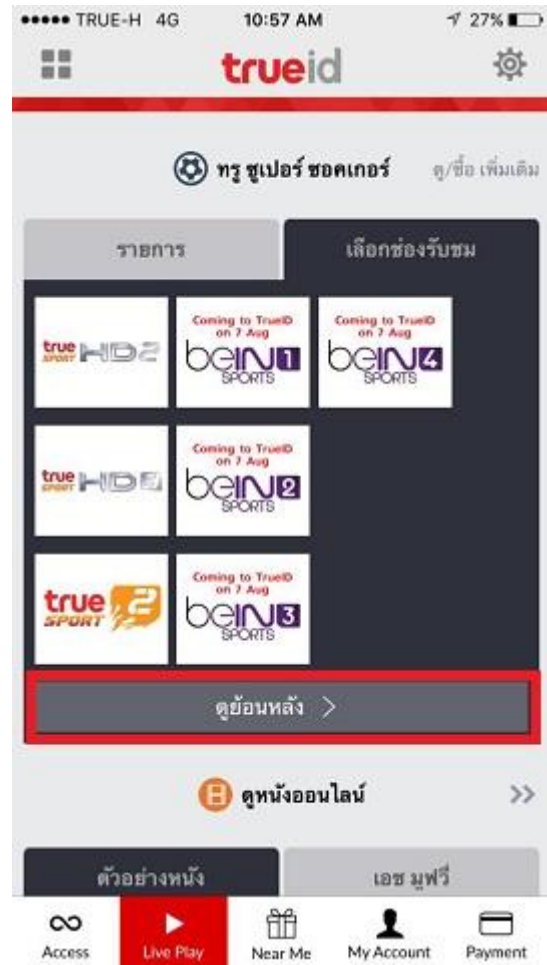 TRUE-H 4G 10:57 AM 27%
trueid
ทรู ซูเปอร์ ซอคเกอร์ ดู/ซื้อ เพิ่มเติม
รายการ เลือกช่องรับชม
true SPORT HD2
Coming to TrueID
on 7 Aug
beIN 1
SPORTS
Coming to TrueID
on 7 Aug
beIN 4
SPORTS
true SPORT HD3
Coming to TrueID
on 7 Aug
beIN 2
SPORTS
true SPORT 2
Coming to TrueID
on 7 Aug
beIN 3
SPORTS
ดูย้อนหลัง >
ดูหนังออนไลน์ >>
ตัวอย่างหนัง เอช มูฟวี่
Access Live Play Near Me My Account Payment